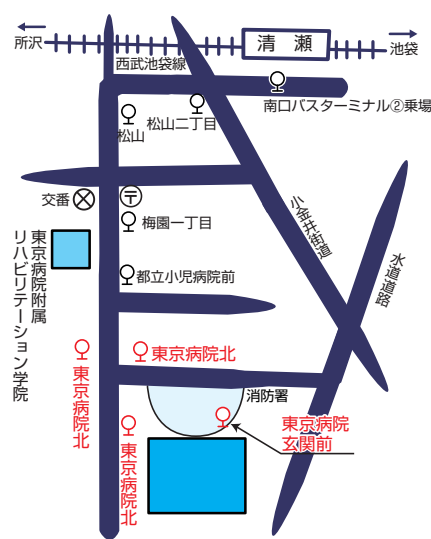 所沢
清瀬
池袋
西武池袋線
南口バスターミナル②乗場
松山二丁目
松山
交番
〒
梅園一丁目
小金井街道
東京病院附属
リハビリテーション学院
都立小児病院前
水道道路
東京病院北
東京病院北
消防署
東京病院
玄関前
東京病院北